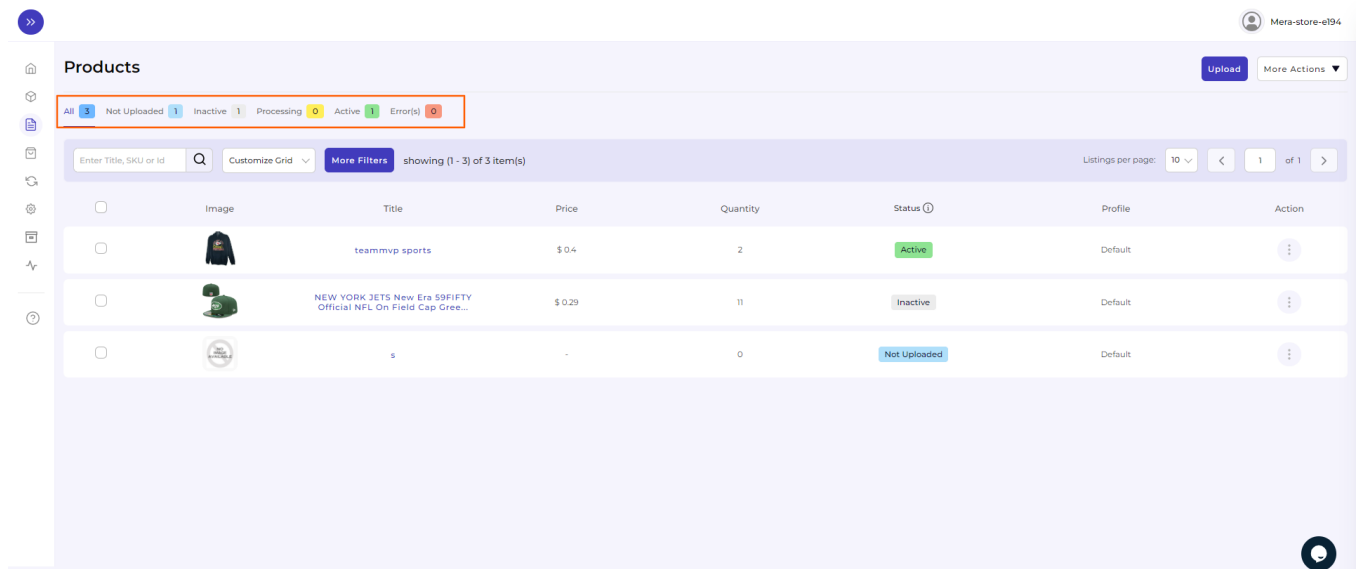 Mera-store-e194
Products
Upload
More Actions ▼
All 3 Not Uploaded 1 Inactive 1 Processing 0 Active 1 Error(s) 0
Enter Title, SKU or Id
Customize Grid
More Filters
showing (1 - 3) of 3 item(s)
Listings per page: 10
1 of 1
Image Title Price Quantity Status Profile Action
teammvp sports $ 0.4 2 Active Default
NEW YORK JETS New Era 59FIFTY
Official NFL On Field Cap Gree... $ 0.29 11 Inactive Default
NO
IMAGE
AVAILABLE
s - 0 Not Uploaded Default